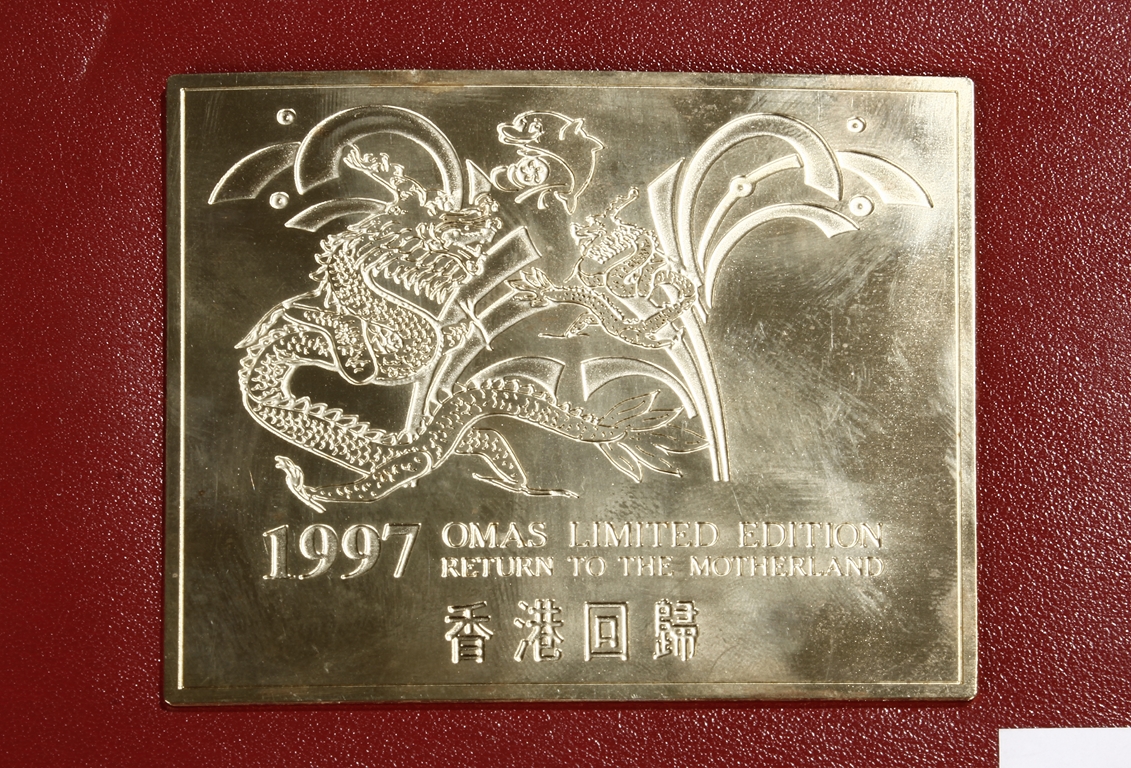 1997 OMAS LIMITED EDITION
RETURN TO THE MOTHERLAND
香港回歸